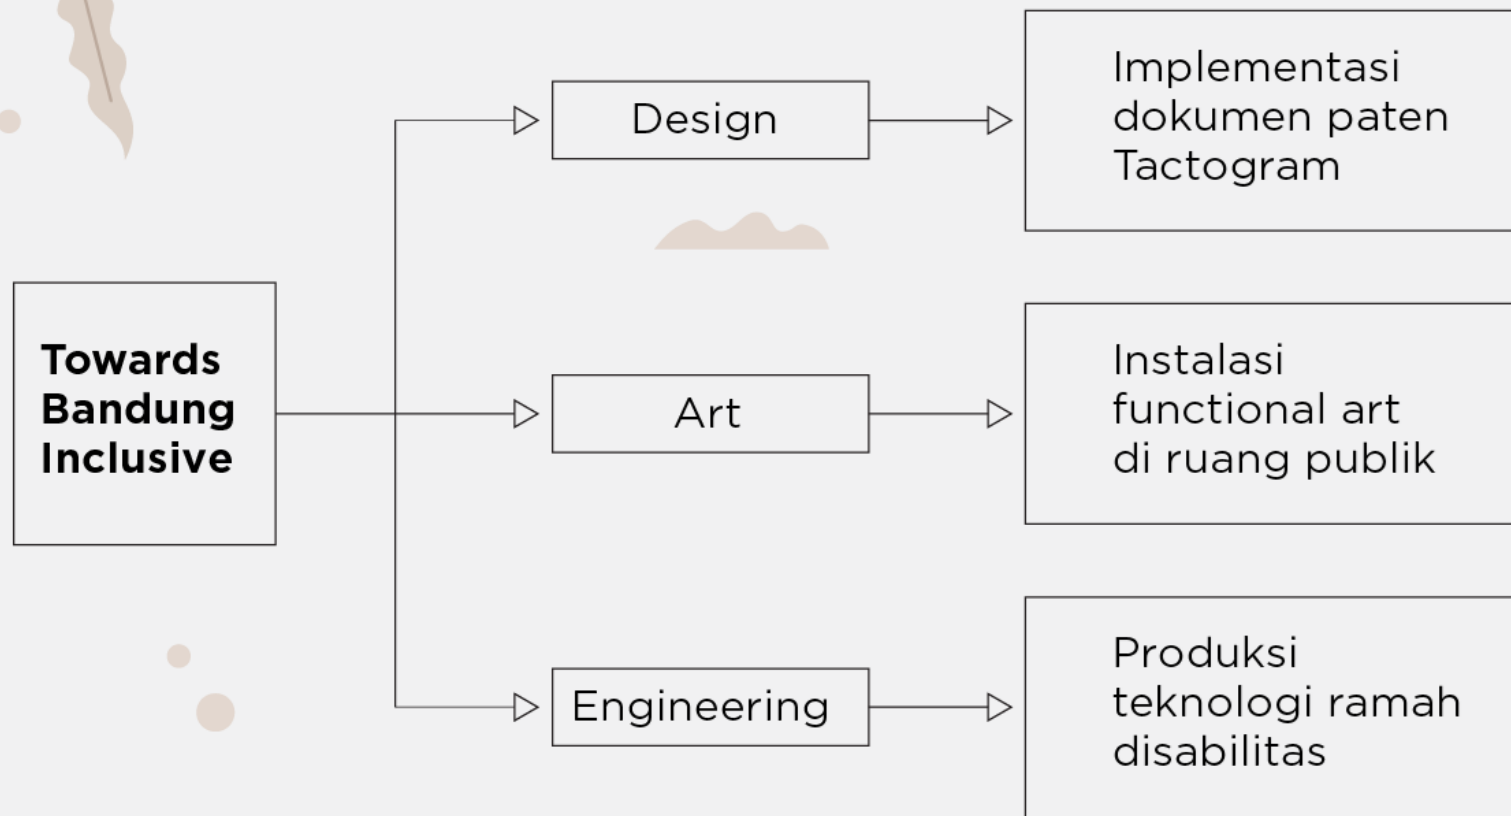 Towards
Bandung
Inclusive
Design
Implementasi
dokumen paten
Tactogram
Art
Instalasi
functional art
di ruang publik
Engineering
Produksi
teknologi ramah
disabilitas